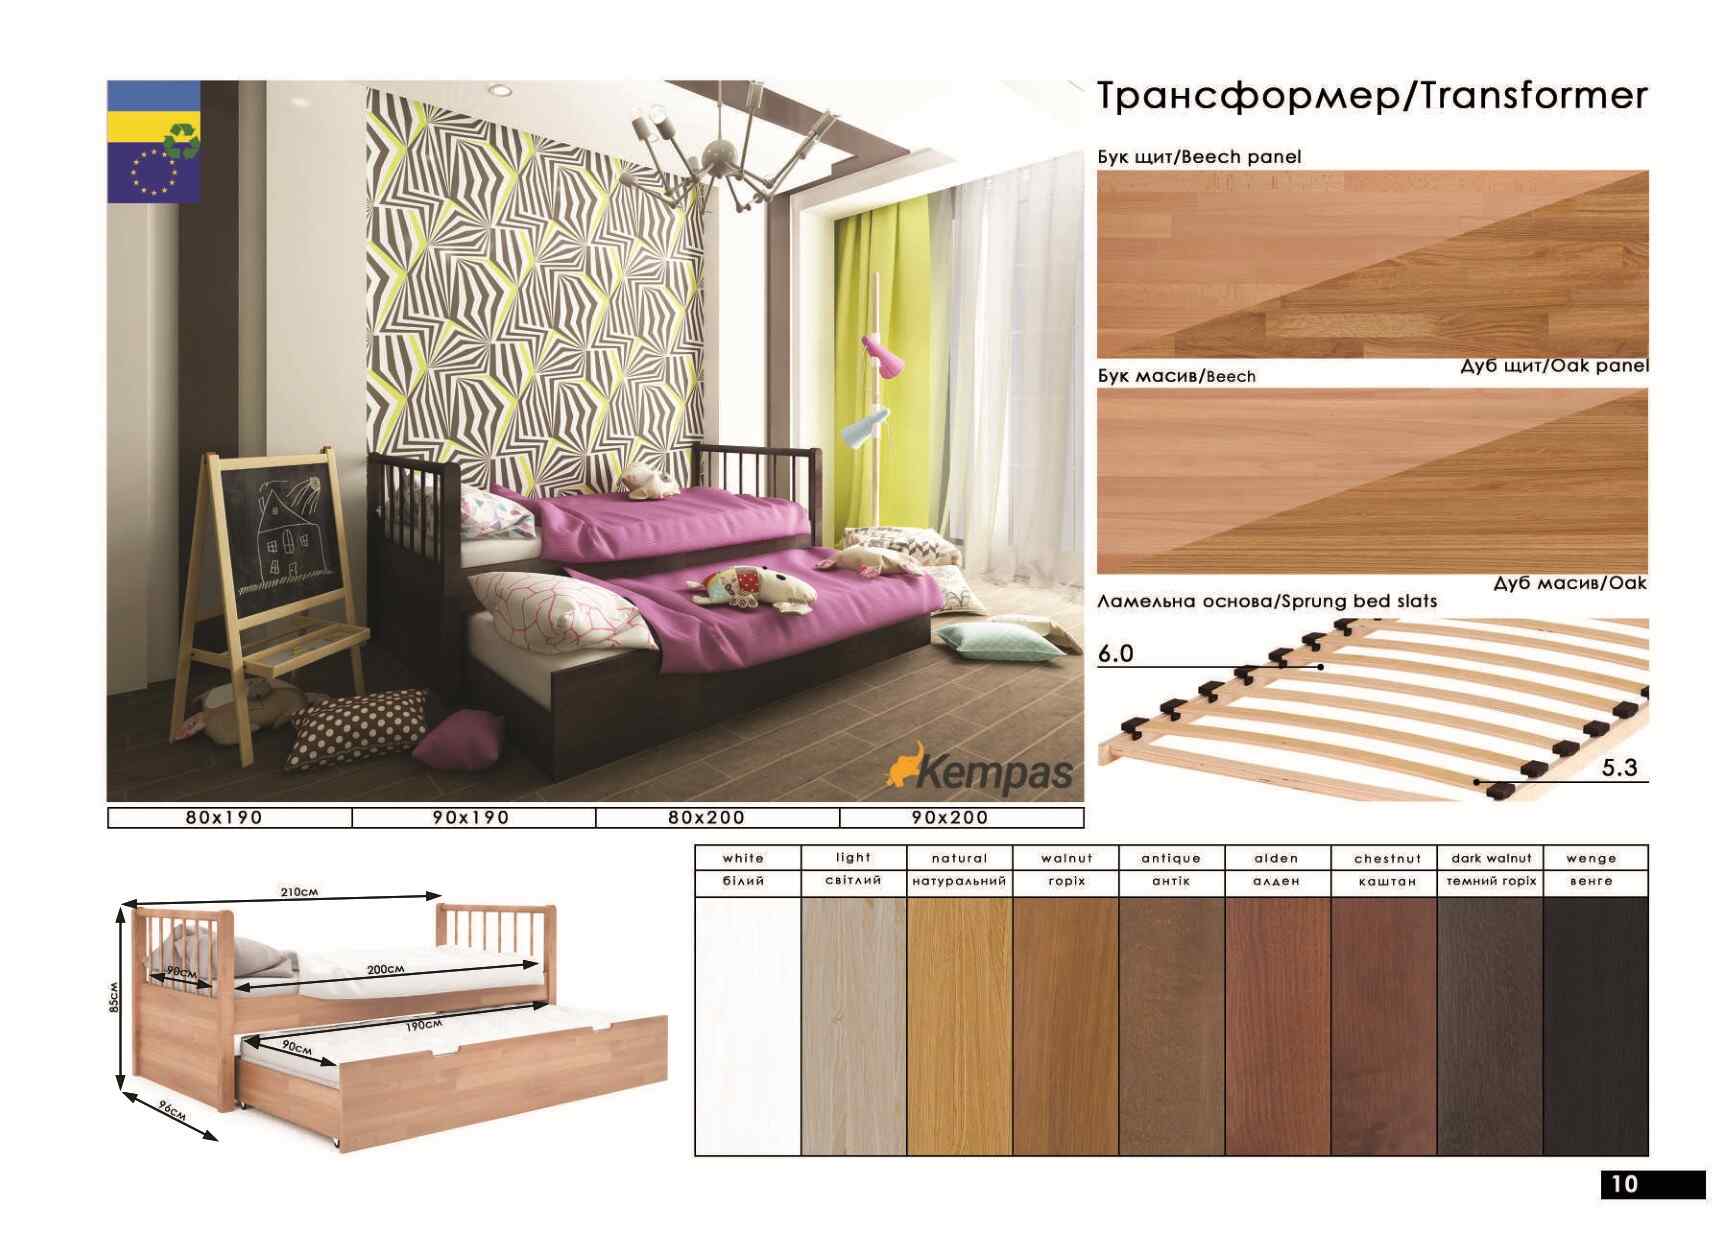 Трансформер/Transformer
Бук щит/Beech panel
Дуб щит/Oak panel
Бук масив/Beech
Дуб масив/Oak
Ламельна основа/Sprung bed slats
6.0
5.3
Kempas
80x190 90x190 80x200 90x200
210см
85см
90см
200см
190см
90см
96см
white light natural walnut antique alden chestnut dark walnut wenge
білий світлий натуральний горіх антік алден каштан темний горіх венге
10